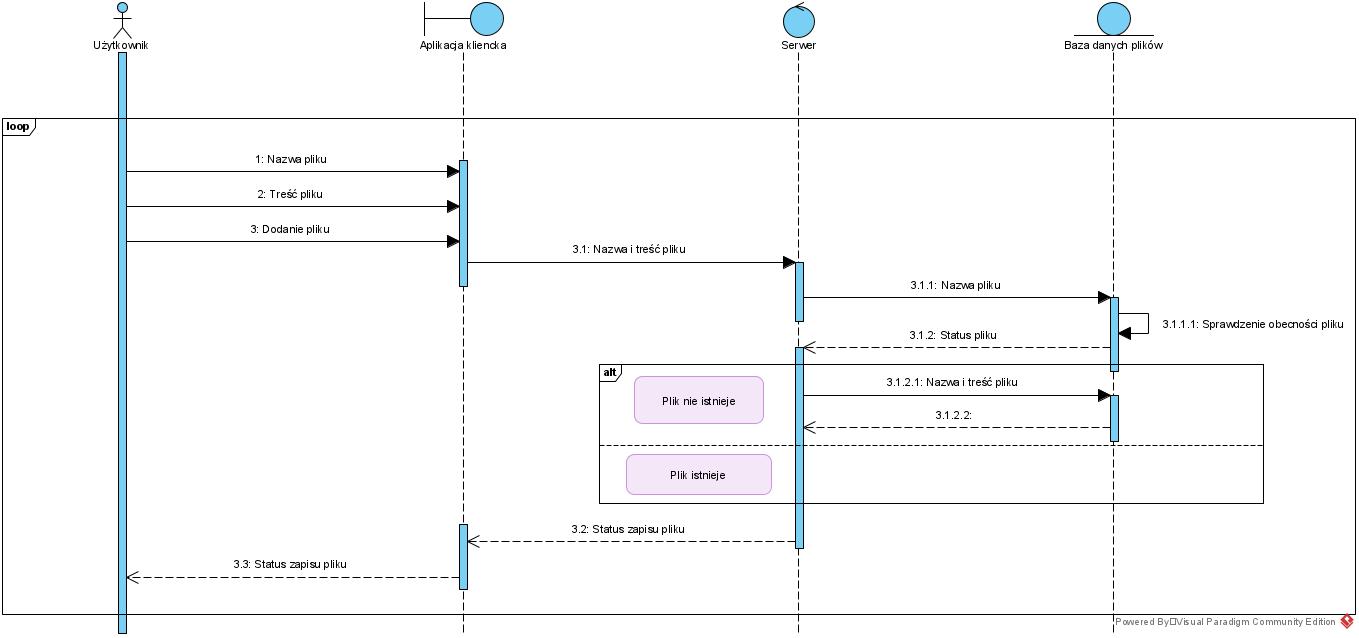 Użytkownik
Aplikacja kliencka
Serwer
Baza danych plików
loop
1: Nazwa pliku
2: Treść pliku
3: Dodanie pliku
3.1: Nazwa i treść pliku
3.1.1: Nazwa pliku
3.1.1.1: Sprawdzenie obecności pliku
3.1.2: Status pliku
alt
Plik nie istnieje
3.1.2.1: Nazwa i treść pliku
3.1.2.2:
Plik istnieje
3.2: Status zapisu pliku
3.3: Status zapisu pliku
Powered By□Visual Paradigm Community Edition